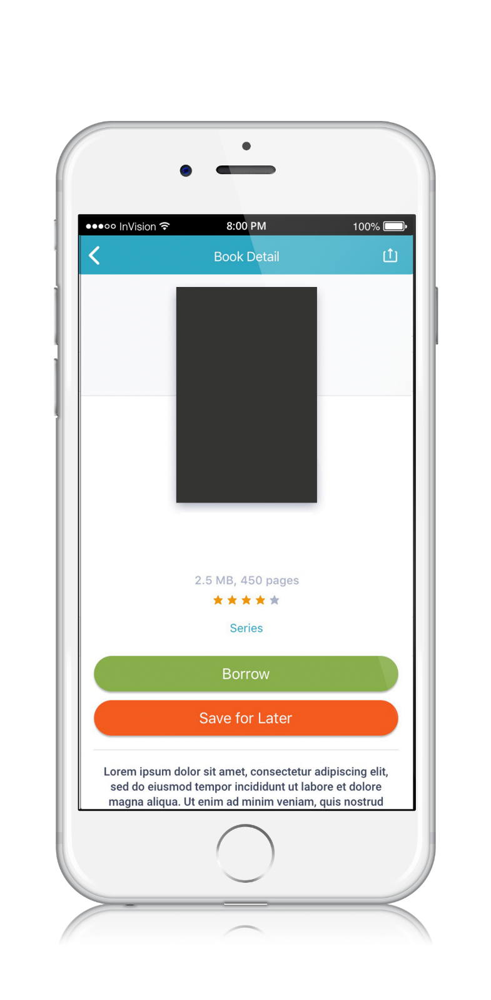 InVision 8:00 PM 100%
Book Detail
2.5 MB, 450 pages
Series
Borrow
Save for Later
Lorem ipsum dolor sit amet, consectetur adipiscing elit,
sed do eiusmod tempor incididunt ut labore et dolore
magna aliqua. Ut enim ad minim veniam, quis nostrud